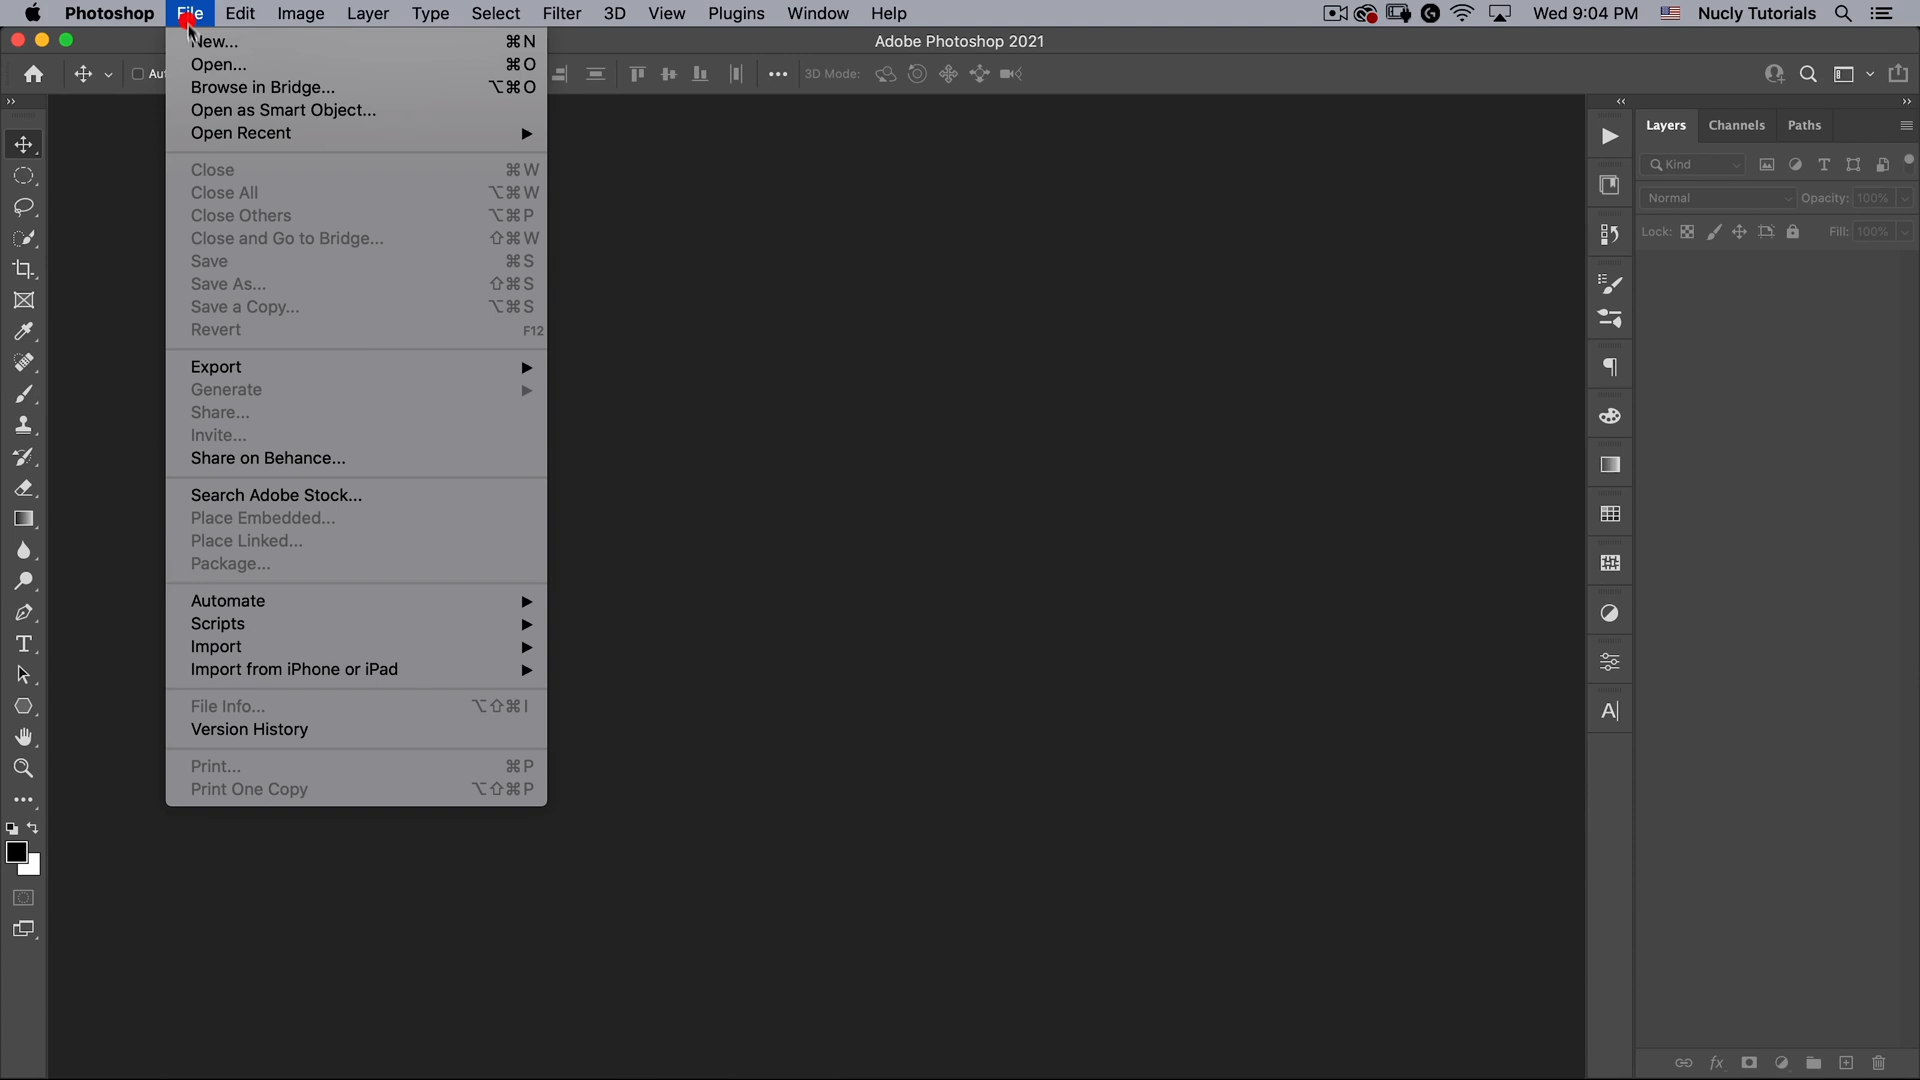 Photoshop File Edit Image Layer Type Select Filter 3D View Plugins Window Help Wed 9:04 PM Nucly Tutorials
Adobe Photoshop 2021
3D Mode:
New... ⌘N
Open... ⌘O
Browse in Bridge... ⌥⌘O
Open as Smart Object...
Open Recent ▶
Close ⌘W
Close All ⌥⌘W
Close Others ⌥⌘P
Close and Go to Bridge... ⇧⌘W
Save ⌘S
Save As... ⇧⌘S
Save a Copy... ⌥⌘S
Revert F12
Export ▶
Generate ▶
Share...
Invite...
Share on Behance...
Search Adobe Stock...
Place Embedded...
Place Linked...
Package...
Automate ▶
Scripts ▶
Import ▶
Import from iPhone or iPad ▶
File Info... ⌥⇧⌘I
Version History
Print... ⌘P
Print One Copy ⌥⇧⌘P
Layers Channels Paths
Kind
Normal Opacity: 100%
Lock: Fill: 100%